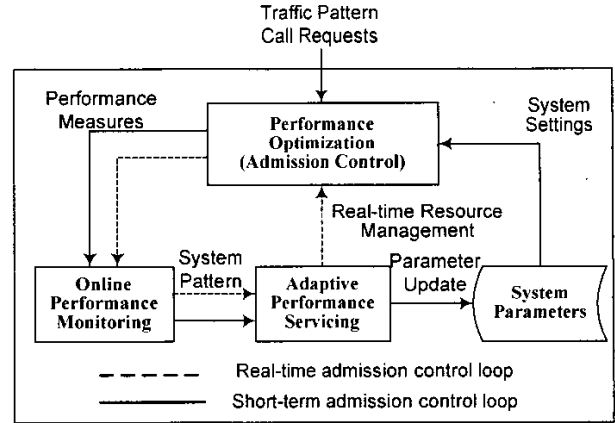 Traffic Pattern
Call Requests
Performance
Measures
Performance
Optimization
(Admission Control)
System
Settings
Real-time Resource
Management
System
Pattern
Parameter
Update
Online
Performance
Monitoring
Adaptive
Performance
Servicing
System
Parameters
Real-time admission control loop
Short-term admission control loop